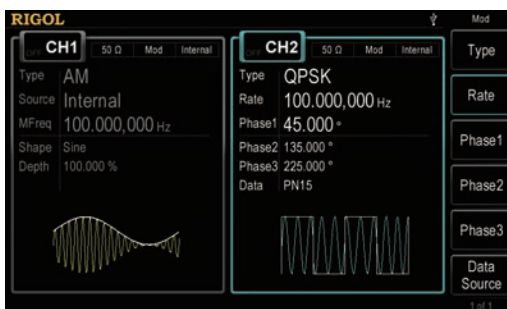 RIGOL
Mod
OFF CH1 50 Ω Mod Internal
Type AM
Source Internal
MFreq 100.000,000 Hz
Shape Sine
Depth 100.000 %
OFF CH2 50 Ω Mod Internal
Type QPSK
Rate 100.000,000 Hz
Phase1 45.000 °
Phase2 135.000 °
Phase3 225.000 °
Data PN15
Type
Rate
Phase1
Phase2
Phase3
Data
Source
1 of 1